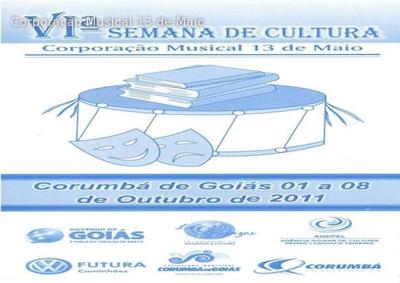 Corporação Musical 13 de Maio
VIª SEMANA DE CULTURA
Corporação Musical 13 de Maio
Corumbá de Goiás 01 a 08
de Outubro de 2011
GOVERNO DE
GOIÁS
AGEPEL
AGÊNCIA GOIANA DE CULTURA
PEDRO LUDOVICO TEIXEIRA
FUTURA
Caminhões
CORUMBÁ DE GOIÁS
CORUMBÁ